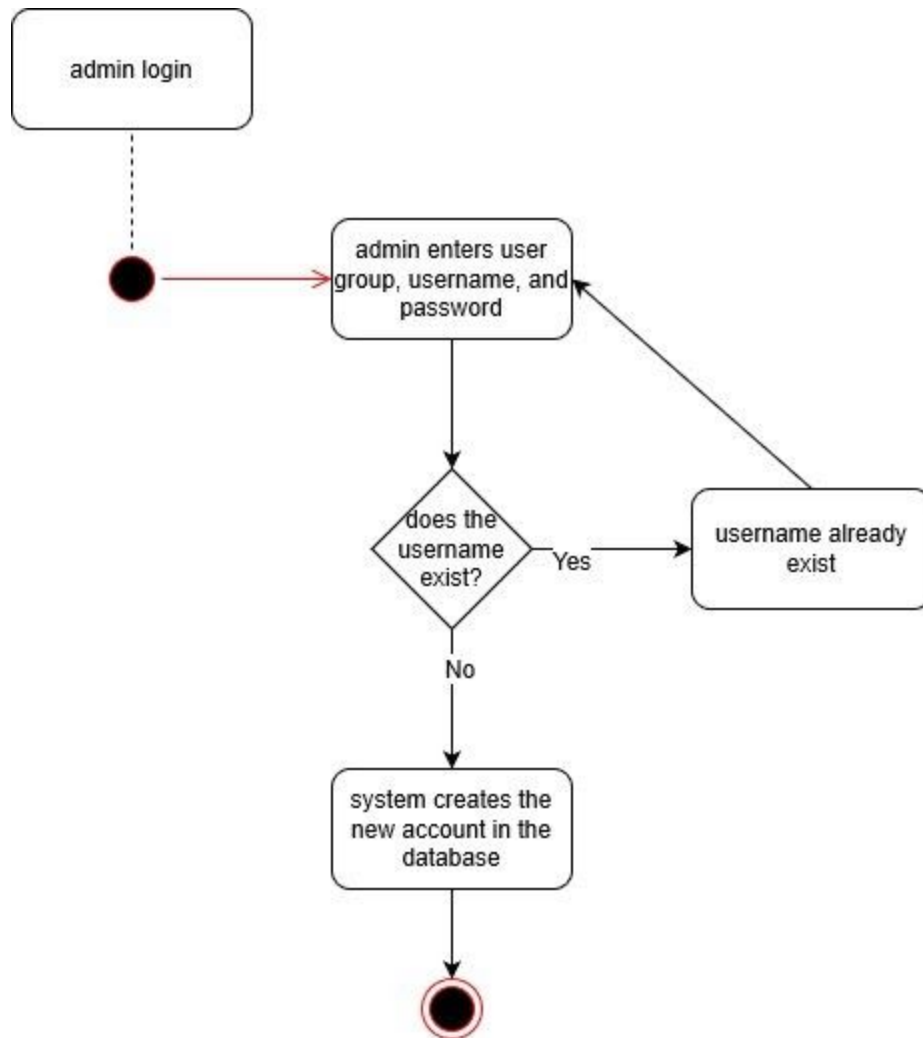 admin login
admin enters user
group, username, and
password
does the
username
exist?
Yes
username already
exist
No
system creates the
new account in the
database